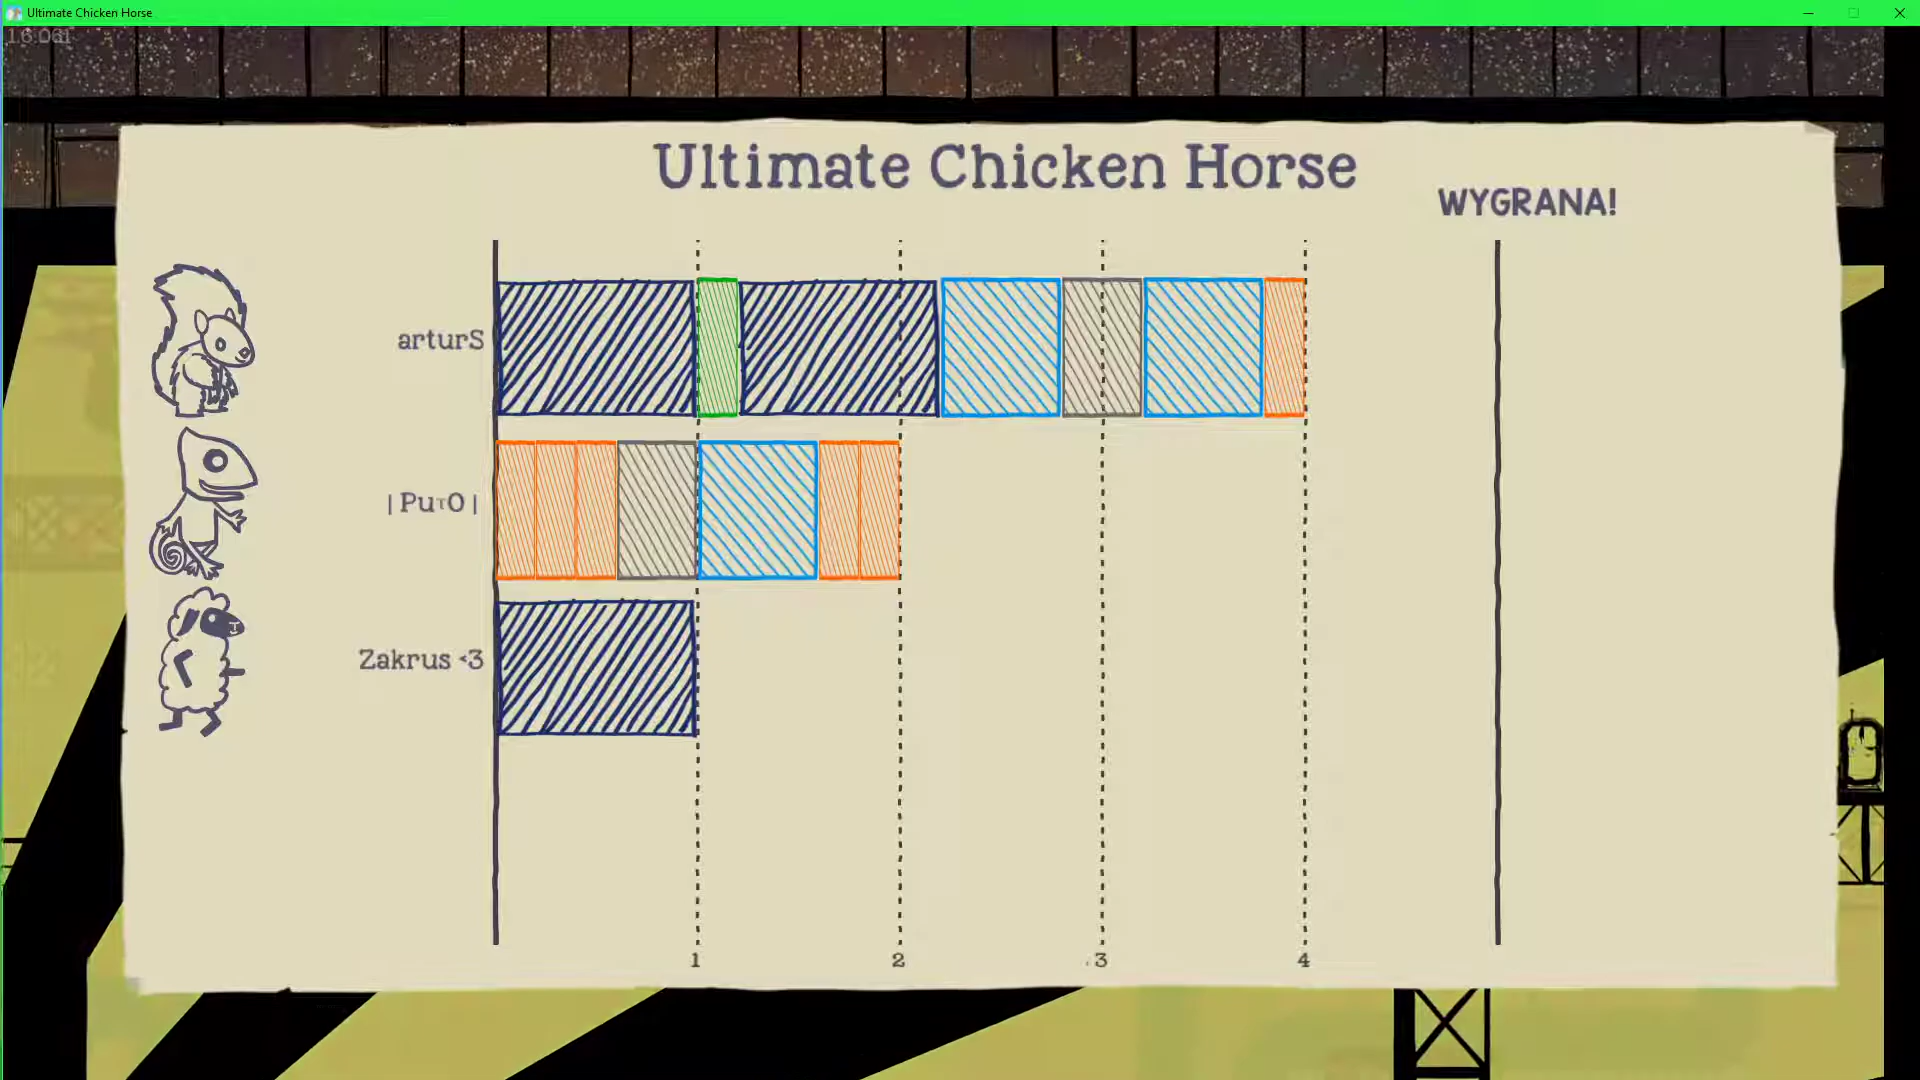 Ultimate Chicken Horse
Ultimate Chicken Horse
WYGRANA!
arturS
| PuтO |
Zakrus <3
1
2
3
4